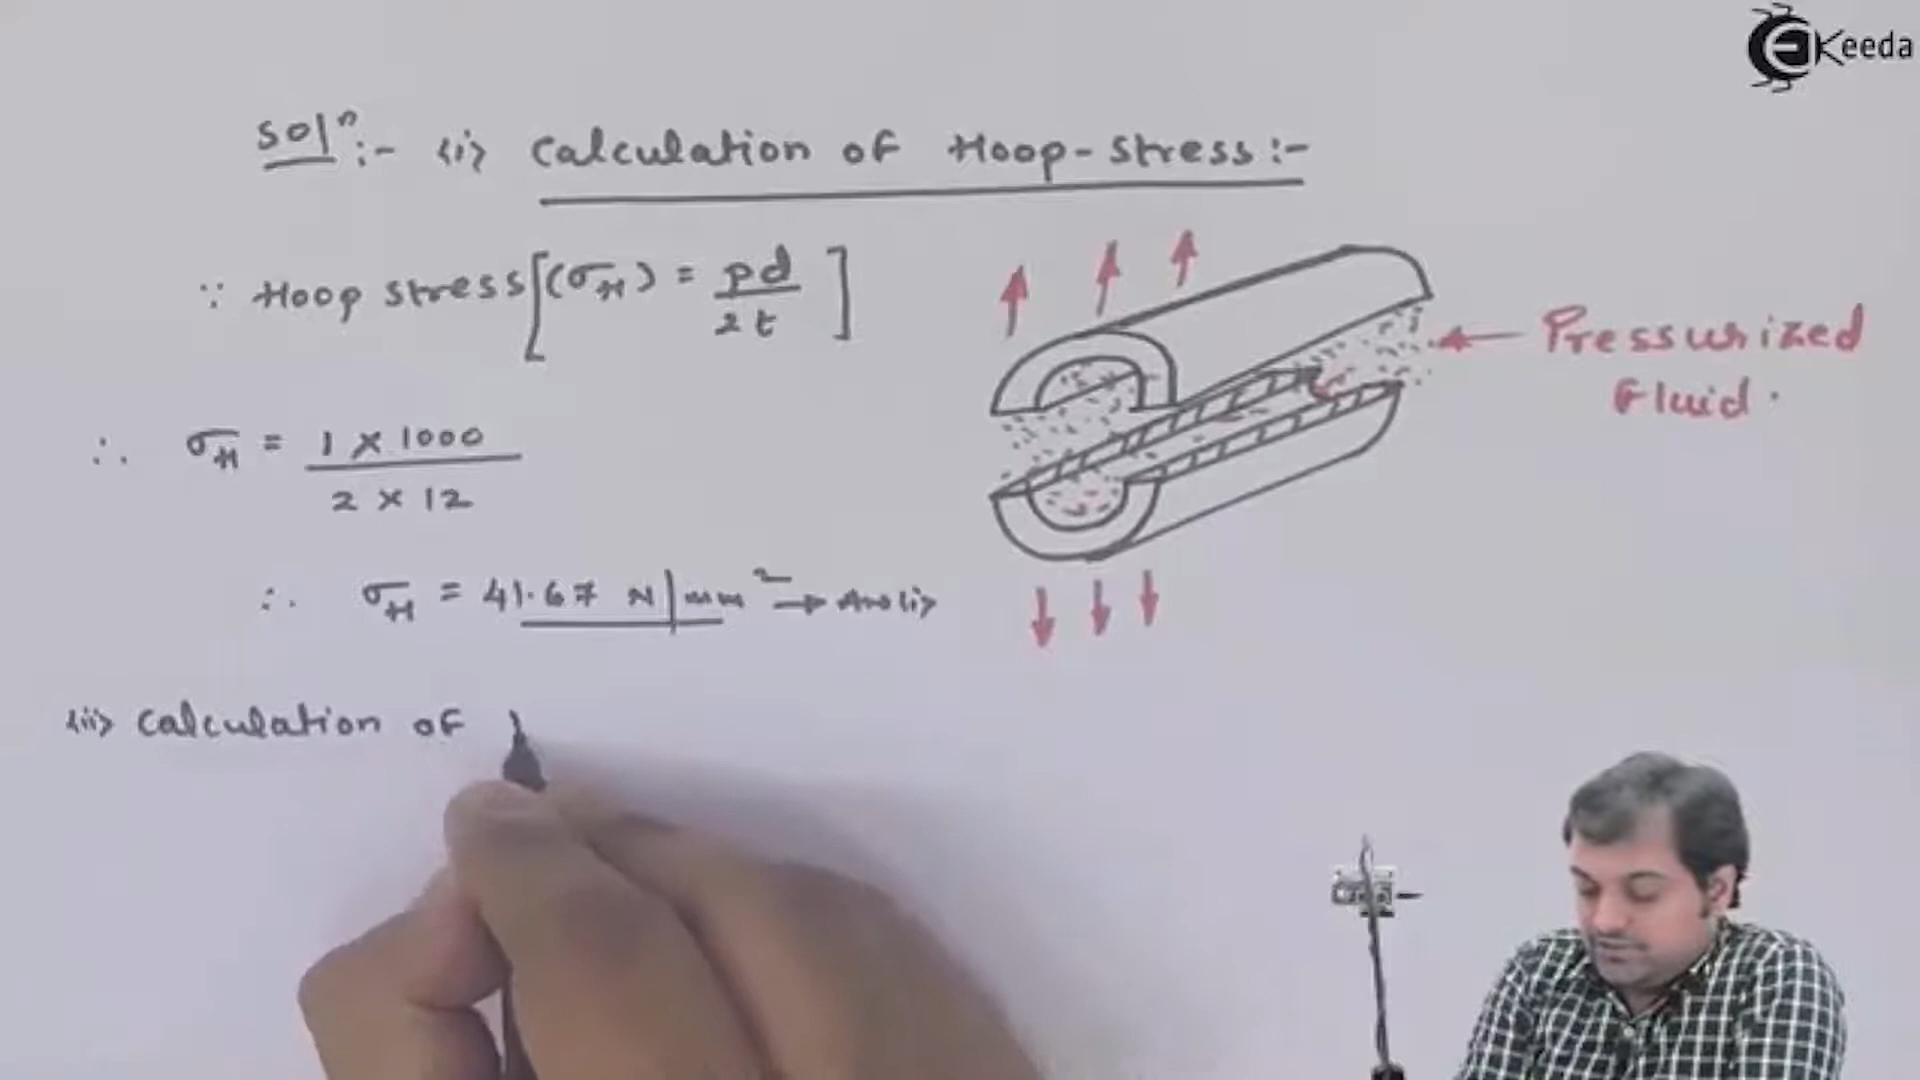 Ekeeda
Solⁿ :- (i) Calculation of Hoop-stress:-
∵ Hoop stress [(σH) = pd / 2t]
∴ σH = 1 × 1000 / 2 × 12
∴ σH = 41.67 N/mm² → Ans(i)
(ii) Calculation of
Pressurized
Fluid.